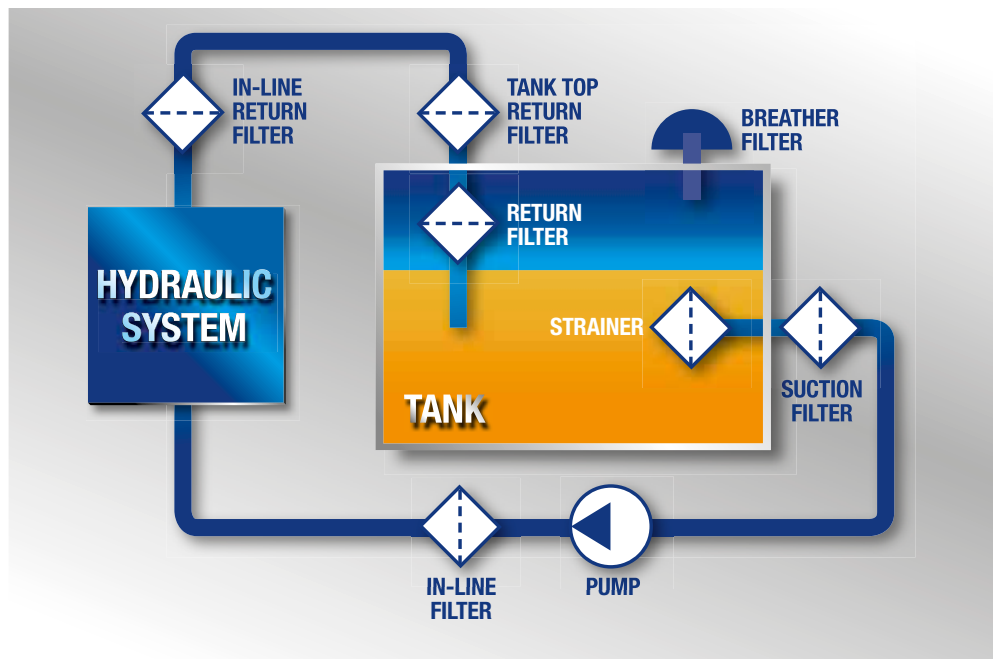 IN-LINE
RETURN
FILTER
TANK TOP
RETURN
FILTER
BREATHER
FILTER
RETURN
FILTER
HYDRAULIC
SYSTEM
STRAINER
SUCTION
FILTER
TANK
IN-LINE
FILTER
PUMP